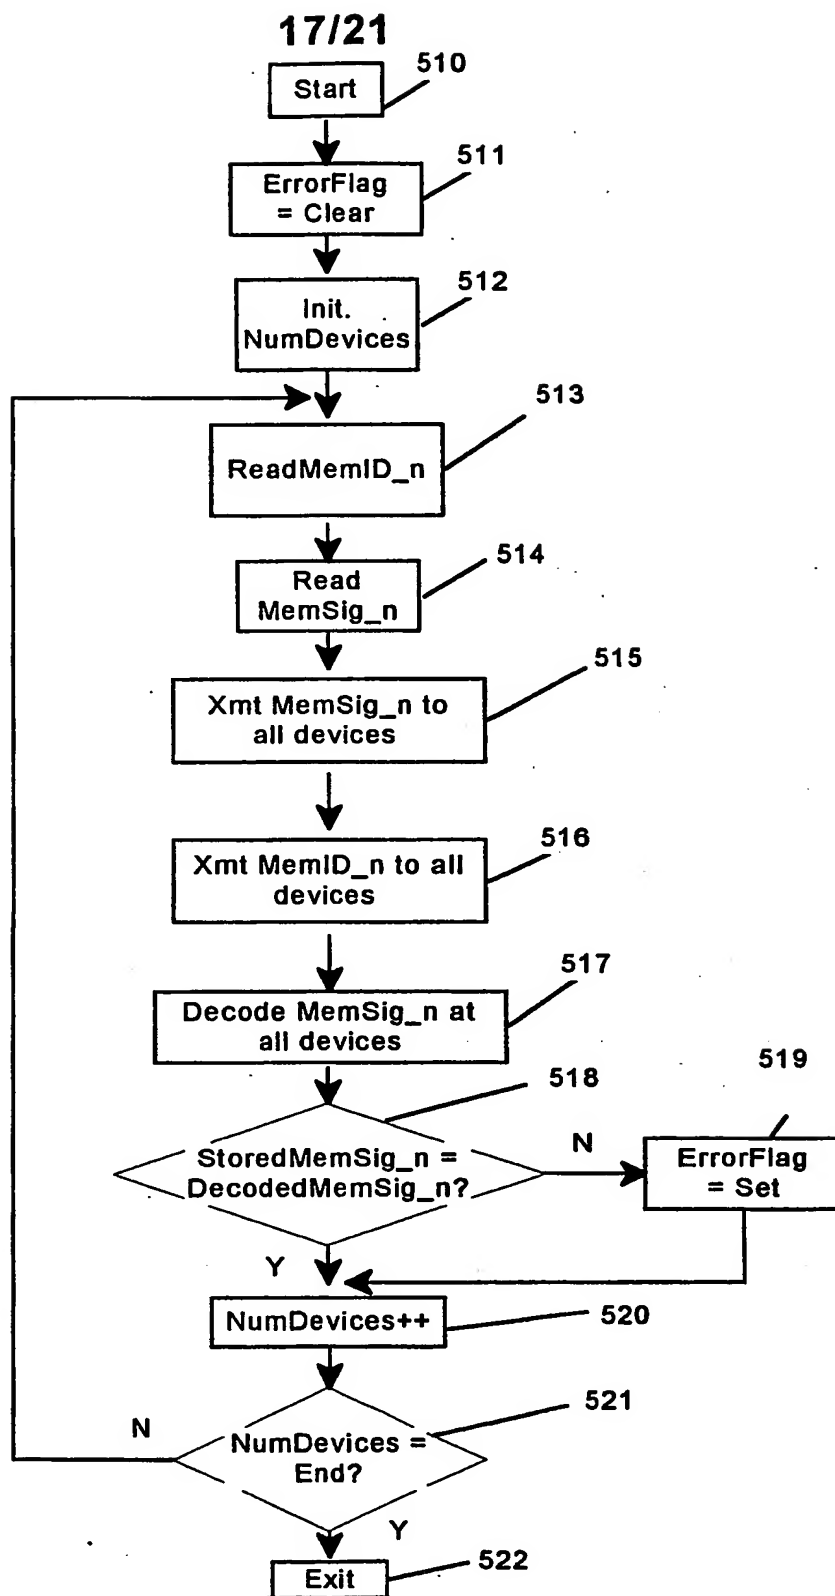 17/21
510
Start
511
ErrorFlag
= Clear
512
Init.
NumDevices
513
ReadMemID_n
514
Read
MemSig_n
515
Xmt MemSig_n to
all devices
516
Xmt MemID_n to all
devices
517
Decode MemSig_n at
all devices
518
519
StoredMemSig_n =
DecodedMemSig_n?
N
ErrorFlag
= Set
Y
NumDevices++
520
521
N
NumDevices =
End?
Y
Exit
522